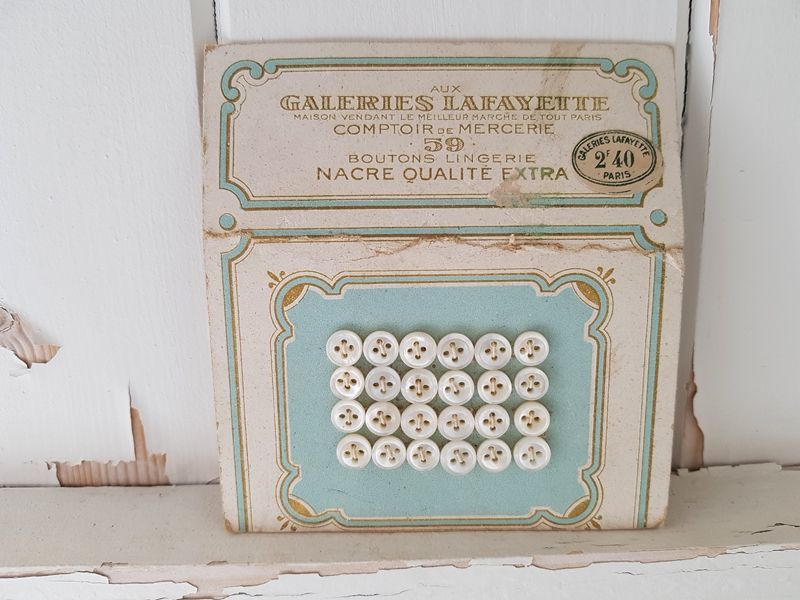 AUX
GALERIES LAFAYETTE
MAISON VENDANT LE MEILLEUR MARCHÉ DE TOUT PARIS
COMPTOIR DE MERCERIE
· 59 ·
BOUTONS LINGERIE
NACRE QUALITÉ EXTRA
GALERIES LAFAYETTE
2F 40
· PARIS ·